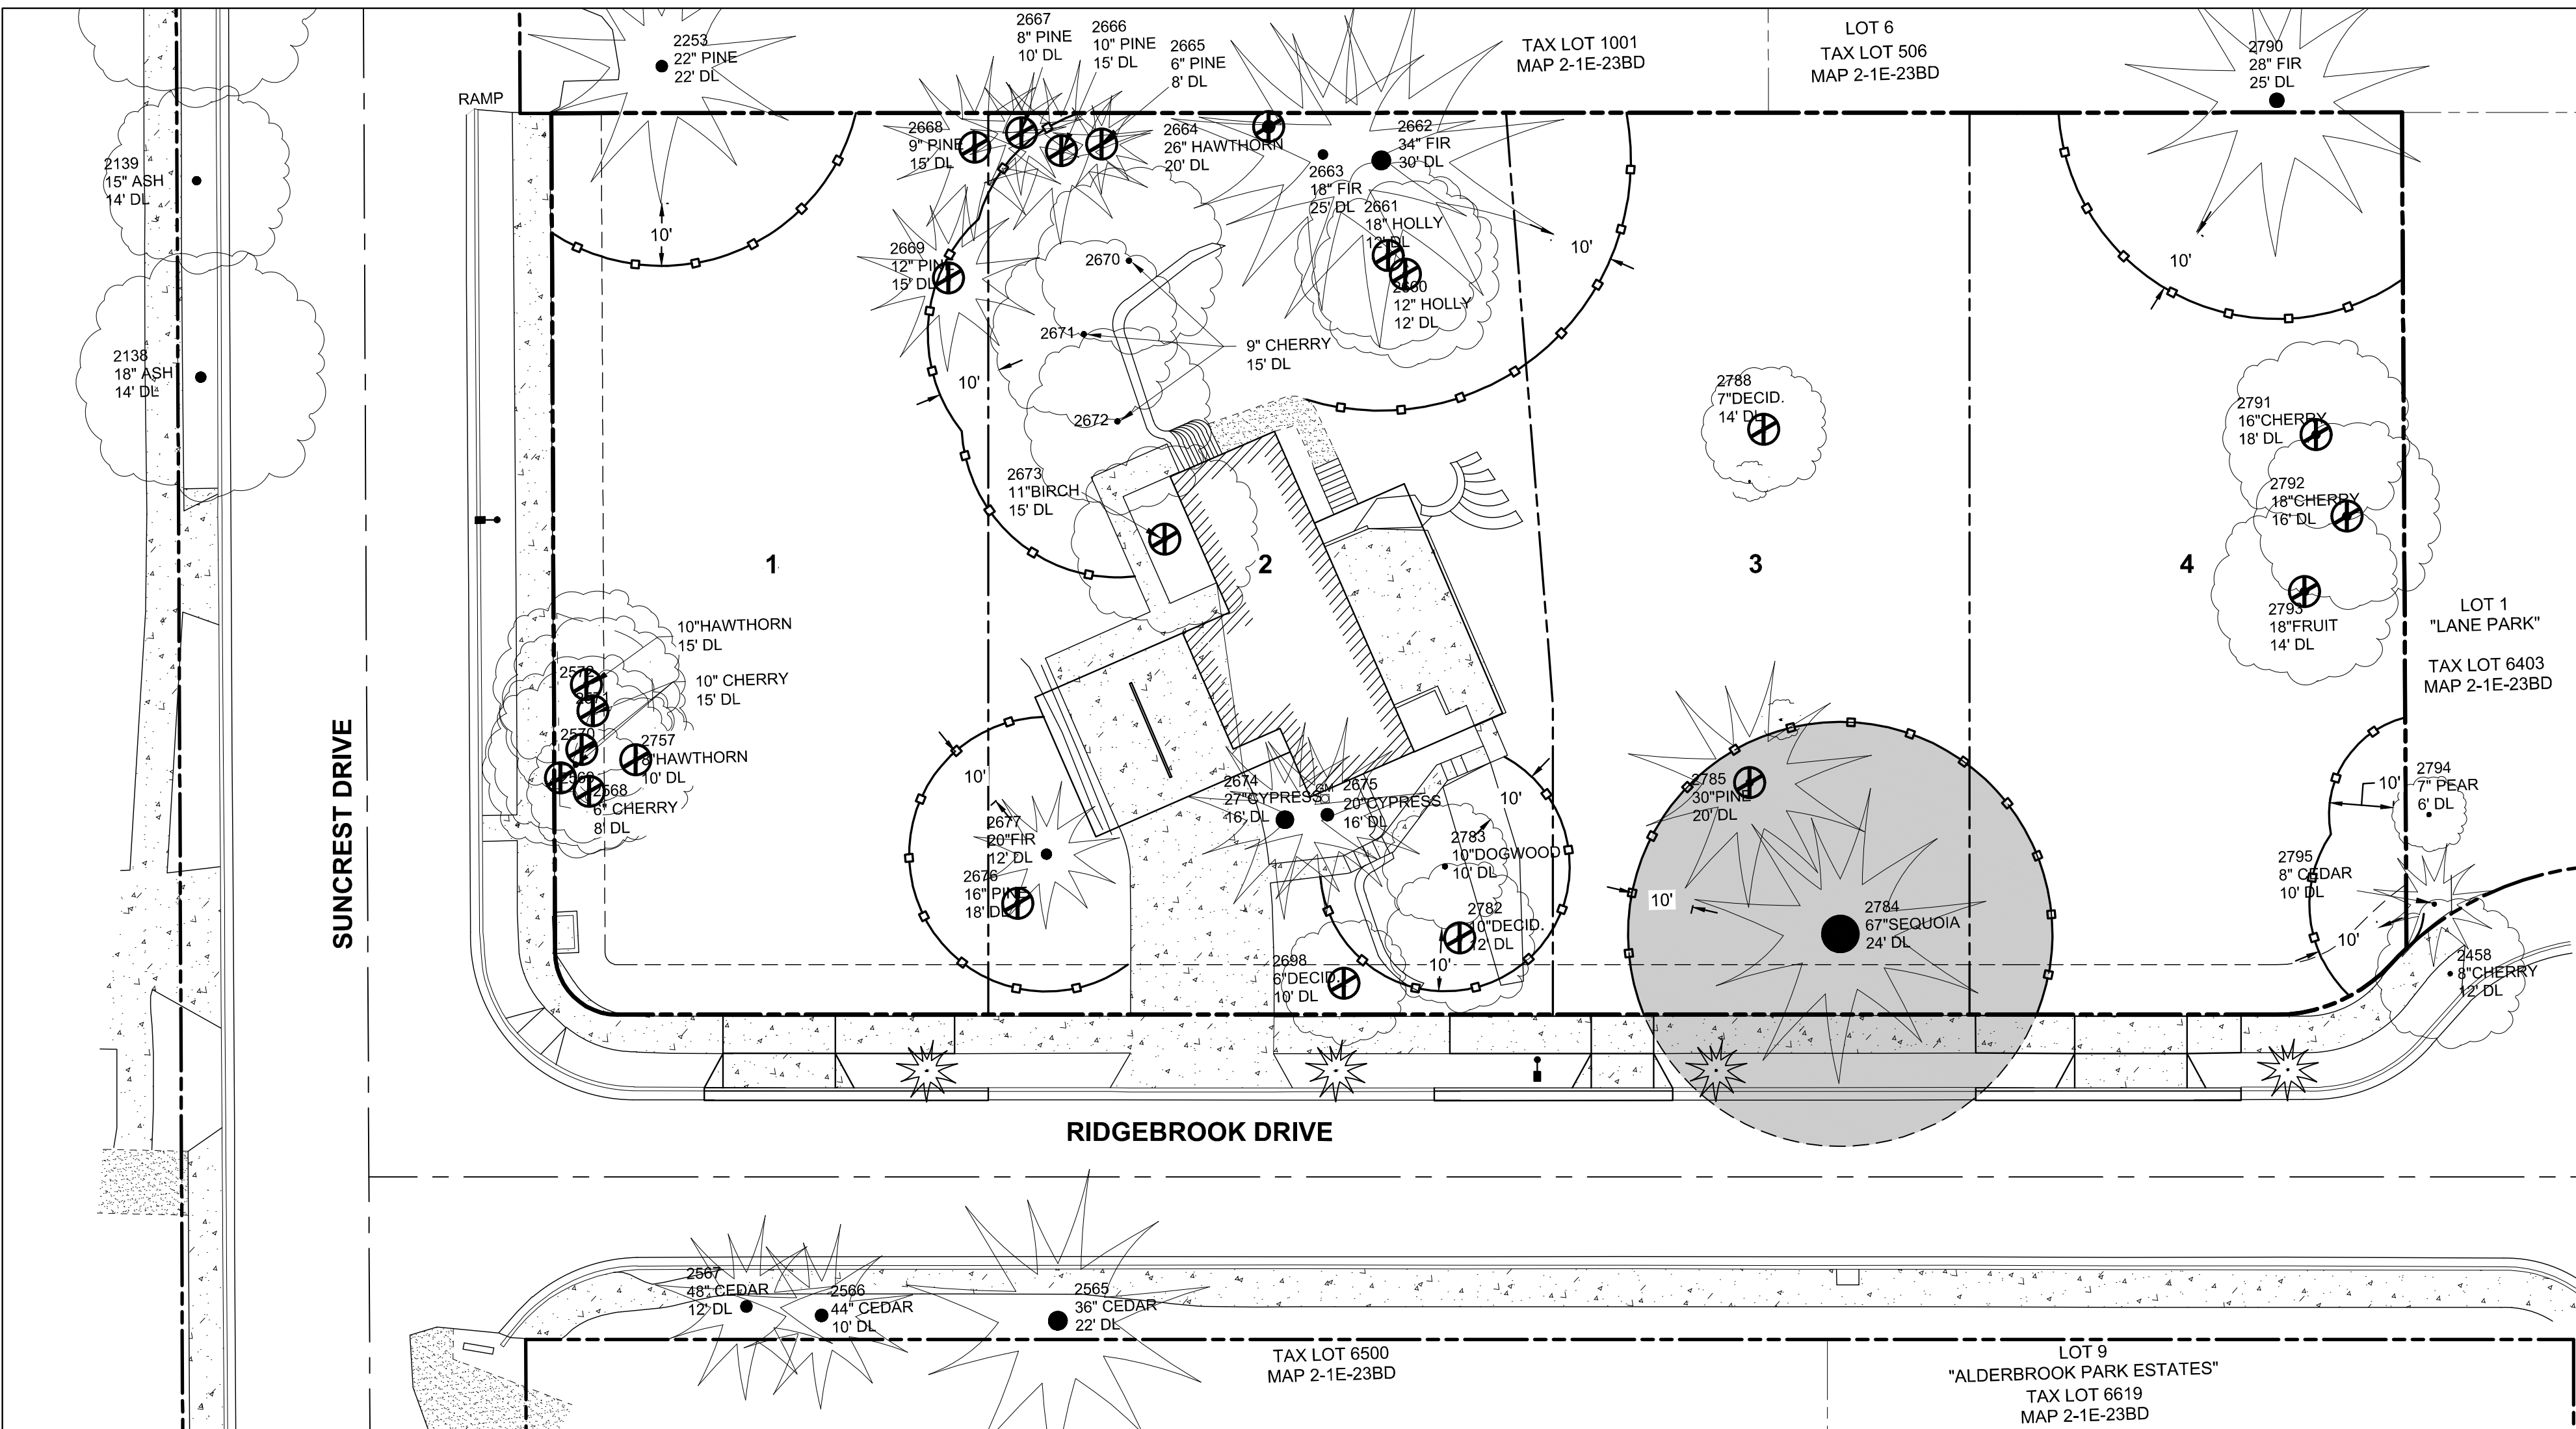 2253
22" PINE
22' DL
2667
8" PINE
10' DL
2666
10" PINE
15' DL
2665
6" PINE
8' DL
TAX LOT 1001
MAP 2-1E-23BD
LOT 6
TAX LOT 506
MAP 2-1E-23BD
2790
28" FIR
25' DL
RAMP
2668
9" PINE
15' DL
2664
26" HAWTHORN
20' DL
2662
34" FIR
30' DL
2663
18" FIR
25' DL
2661
18" HOLLY
12' DL
2660
12" HOLLY
12' DL
2139
15" ASH
14' DL
2138
18" ASH
14' DL
10'
2669
12" PINE
15' DL
2670
2671
2672
9" CHERRY
15' DL
10'
10'
10'
2788
7"DECID.
14' DL
2791
16"CHERRY
18' DL
2792
18"CHERRY
16' DL
2793
18"FRUIT
14' DL
2673
11"BIRCH
15' DL
1
2
3
4
LOT 1
"LANE PARK"
TAX LOT 6403
MAP 2-1E-23BD
10"HAWTHORN
15' DL
10" CHERRY
15' DL
2572
2571
2570
2569
2757
8"HAWTHORN
10' DL
2568
6" CHERRY
8' DL
SUNCREST DRIVE
10'
2677
20"FIR
12' DL
2676
16" PINE
18' DL
2674
27"CYPRESS
16' DL
2675
20"CYPRESS
16' DL
10'
2783
10"DOGWOOD
10' DL
2782
10"DECID.
12' DL
10'
2698
6"DECID.
10' DL
2785
30"PINE
20' DL
10'
2784
67"SEQUOIA
24' DL
10'
2794
7" PEAR
6' DL
2795
8" CEDAR
10' DL
10'
2458
8"CHERRY
12' DL
RIDGEBROOK DRIVE
2567
48" CEDAR
12' DL
2566
44" CEDAR
10' DL
2565
36" CEDAR
22' DL
TAX LOT 6500
MAP 2-1E-23BD
LOT 9
"ALDERBROOK PARK ESTATES"
TAX LOT 6619
MAP 2-1E-23BD